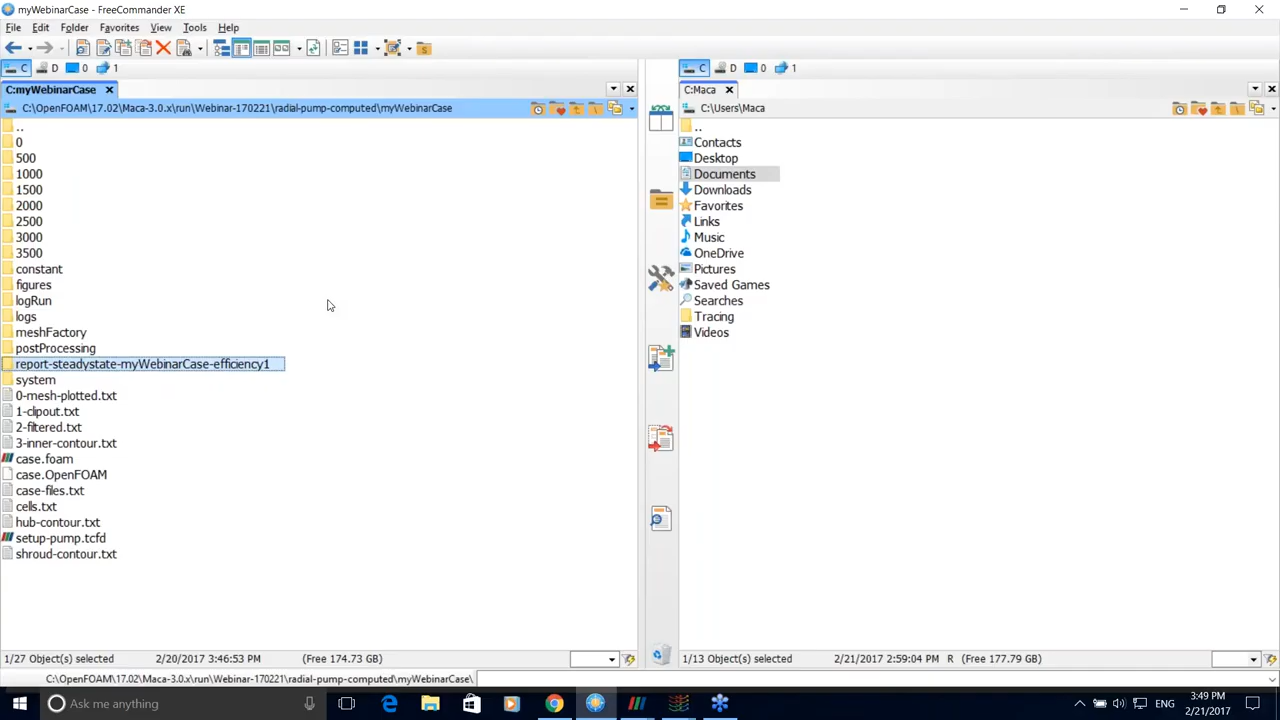 myWebinarCase - FreeCommander XE
File Edit Folder Favorites View Tools Help
C D 0 1
C:myWebinarCase
C:\OpenFOAM\17.02\Maca-3.0.x\run\Webinar-170221\radial-pump-computed\myWebinarCase
..
0
500
1000
1500
2000
2500
3000
3500
constant
figures
logRun
logs
meshFactory
postProcessing
report-steadystate-myWebinarCase-efficiency1
system
0-mesh-plotted.txt
1-clipout.txt
2-filtered.txt
3-inner-contour.txt
case.foam
case.OpenFOAM
case-files.txt
cells.txt
hub-contour.txt
setup-pump.tcfd
shroud-contour.txt
1/27 Object(s) selected 2/20/2017 3:46:53 PM (Free 174.73 GB)
C D 0 1
C:Maca
C:\Users\Maca
..
Contacts
Desktop
Documents
Downloads
Favorites
Links
Music
OneDrive
Pictures
Saved Games
Searches
Tracing
Videos
1/13 Object(s) selected 2/21/2017 2:59:04 PM R (Free 177.79 GB)
C:\OpenFOAM\17.02\Maca-3.0.x\run\Webinar-170221\radial-pump-computed\myWebinarCase\
Ask me anything
ENG
3:49 PM
2/21/2017